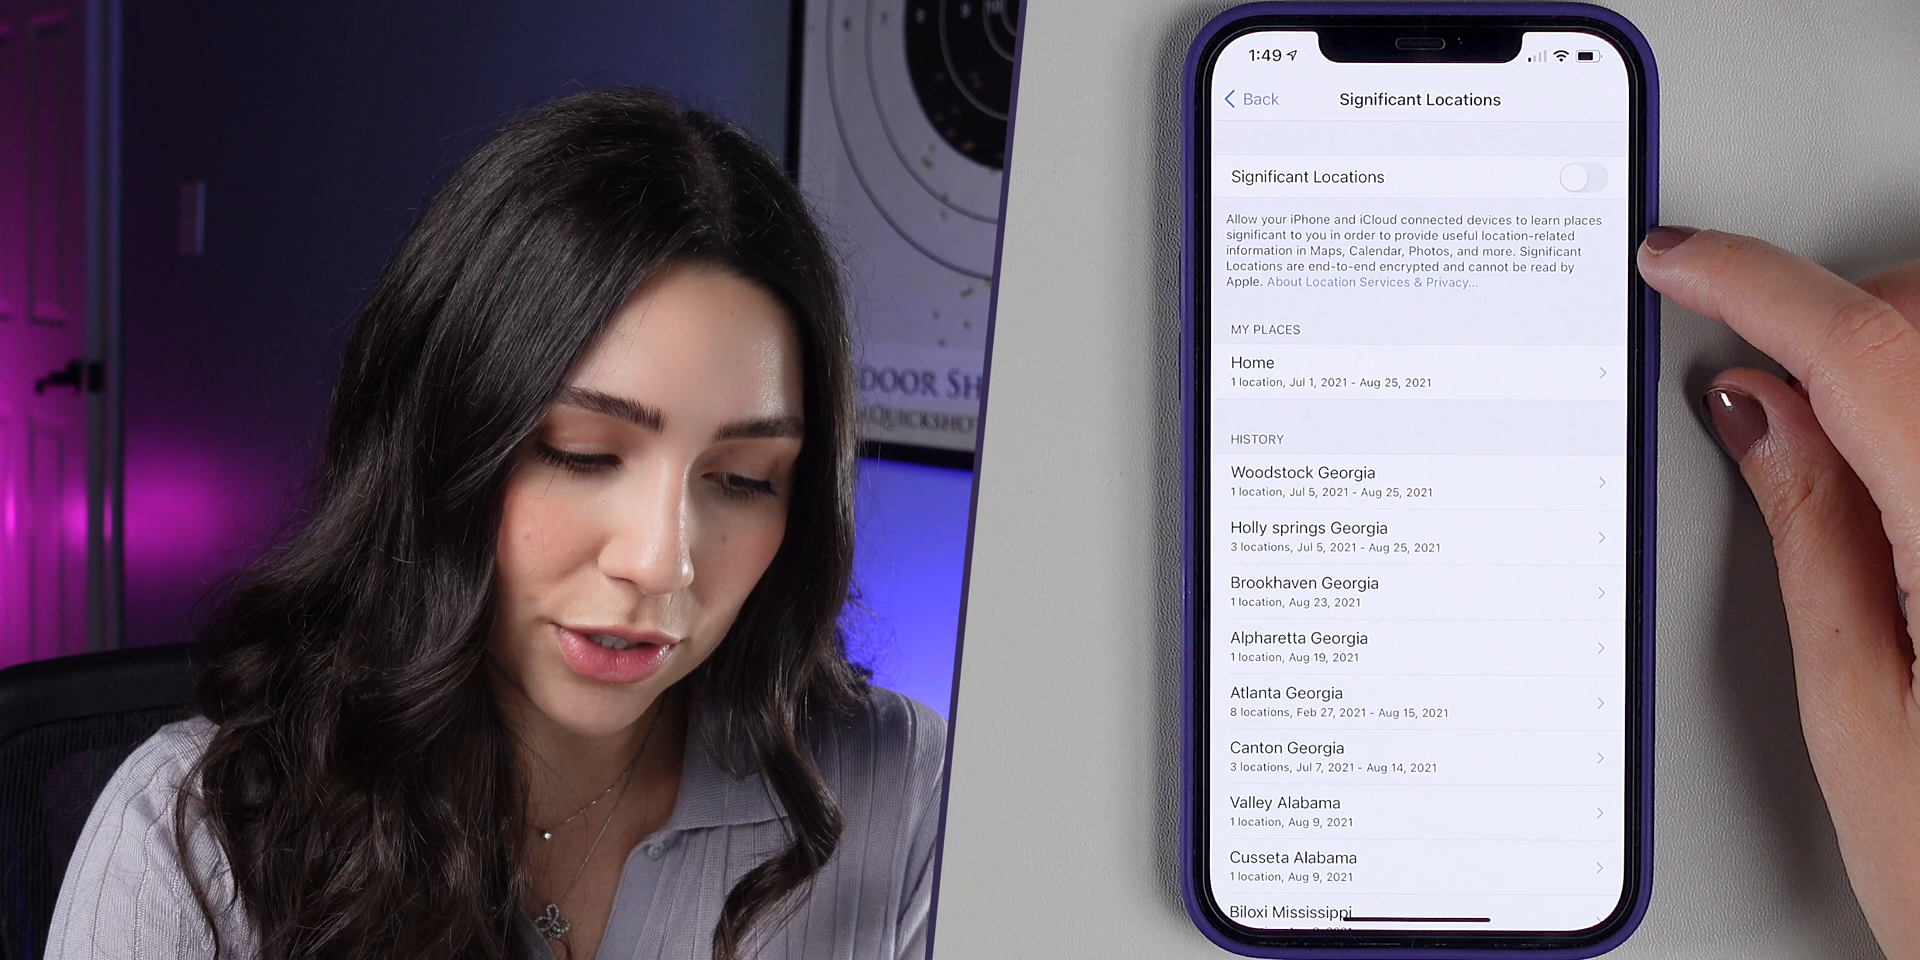 7
8
9
10
DOOR SH
QUICKSHO
1:49
Back
Significant Locations
Significant Locations
Allow your iPhone and iCloud connected devices to learn places
significant to you in order to provide useful location-related
information in Maps, Calendar, Photos, and more. Significant
Locations are end-to-end encrypted and cannot be read by
Apple. About Location Services & Privacy...
MY PLACES
Home
1 location, Jul 1, 2021 - Aug 25, 2021
HISTORY
Woodstock Georgia
1 location, Jul 5, 2021 - Aug 25, 2021
Holly springs Georgia
3 locations, Jul 5, 2021 - Aug 25, 2021
Brookhaven Georgia
1 location, Aug 23, 2021
Alpharetta Georgia
1 location, Aug 19, 2021
Atlanta Georgia
8 locations, Feb 27, 2021 - Aug 15, 2021
Canton Georgia
3 locations, Jul 7, 2021 - Aug 14, 2021
Valley Alabama
1 location, Aug 9, 2021
Cusseta Alabama
1 location, Aug 9, 2021
Biloxi Mississippi